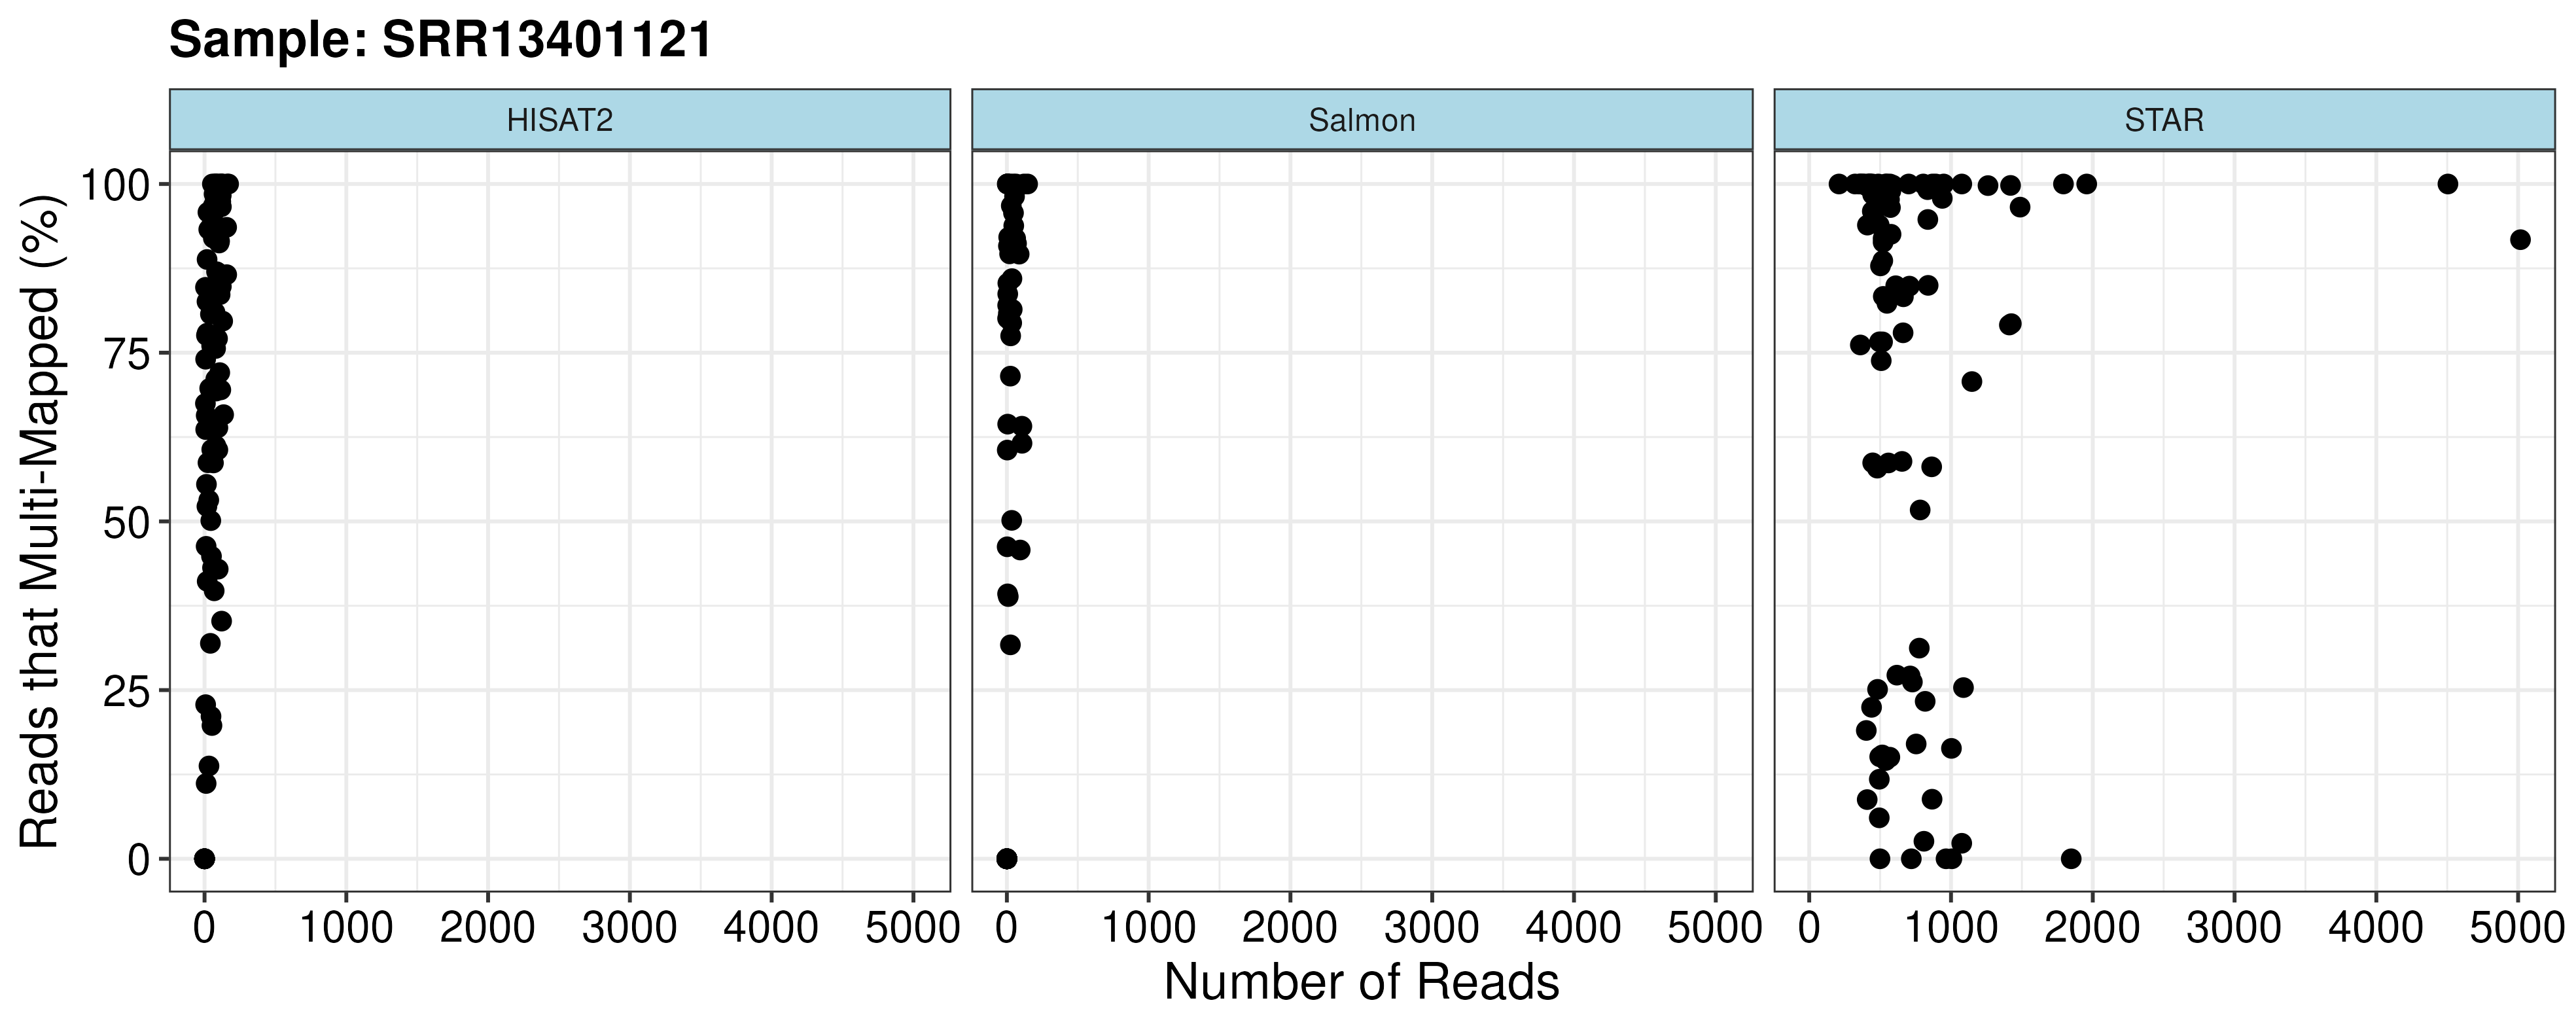 Sample: SRR13401121
HISAT2 Salmon STAR
Reads that Multi-Mapped (%)
100
75
50
25
0
0 1000 2000 3000 4000 5000 0 1000 2000 3000 4000 5000 0 1000 2000 3000 4000 5000
Number of Reads